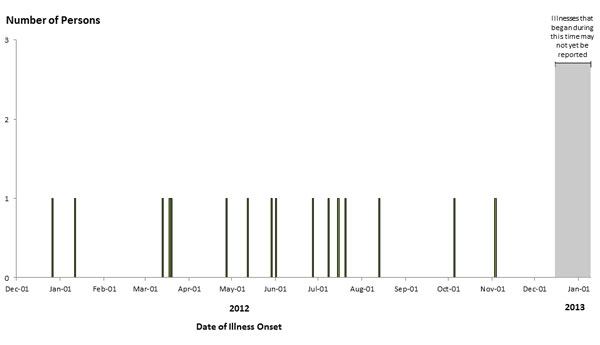 Number of Persons
Illnesses that
began during
this time may
not yet be
reported
3
2
1
0
Dec-01 Jan-01 Feb-01 Mar-01 Apr-01 May-01 Jun-01 Jul-01 Aug-01 Sep-01 Oct-01 Nov-01 Dec-01 Jan-01
2012 2013
Date of Illness Onset